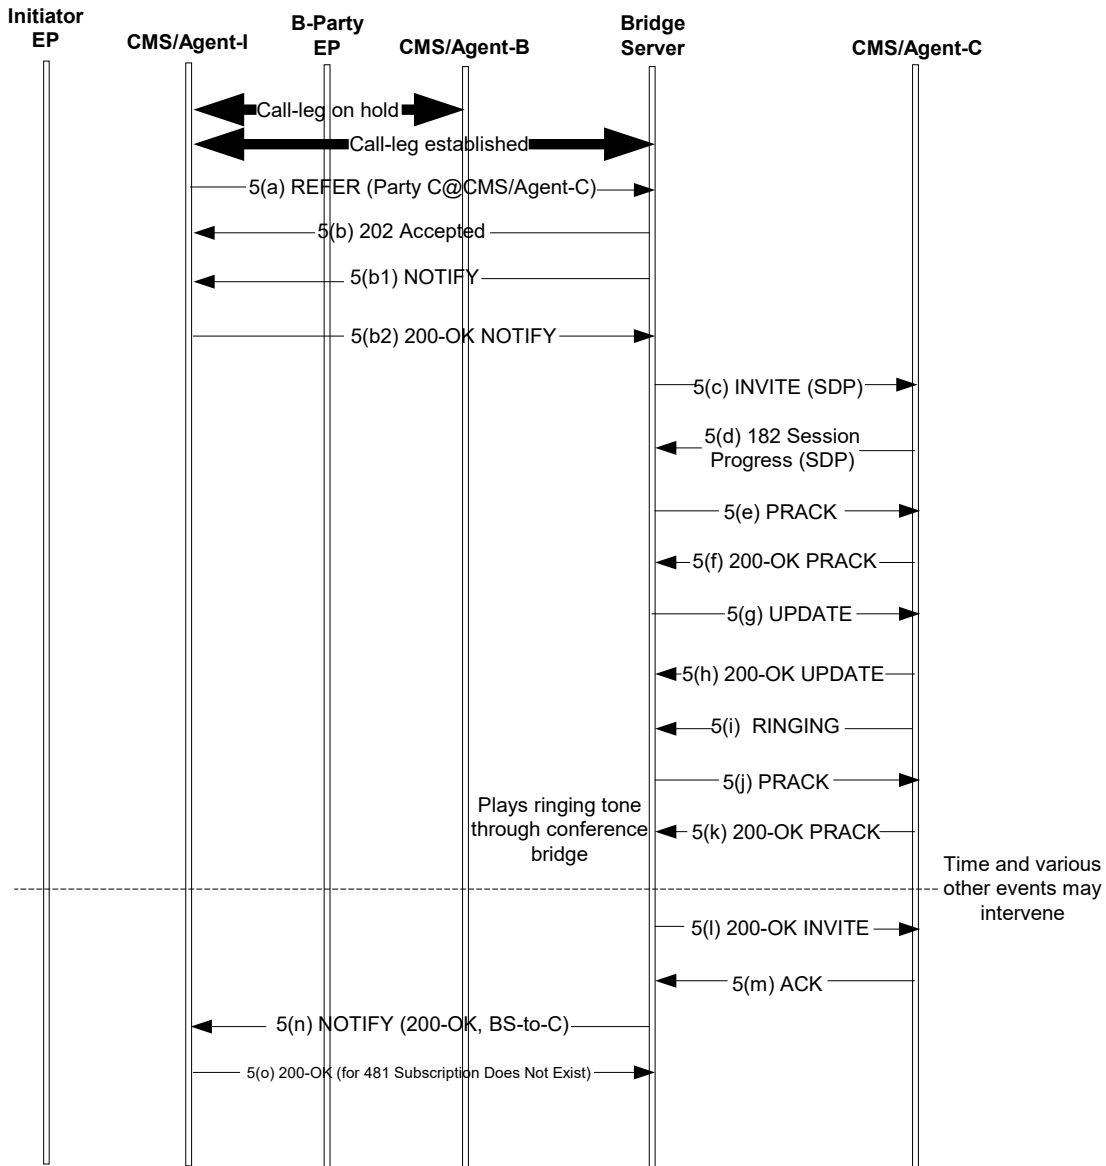 Initiator
EP
CMS/Agent-I
B-Party
EP
CMS/Agent-B
Bridge
Server
CMS/Agent-C
Call-leg on hold
Call-leg established
5(a) REFER (Party C@CMS/Agent-C)
5(b) 202 Accepted
5(b1) NOTIFY
5(b2) 200-OK NOTIFY
5(c) INVITE (SDP)
5(d) 182 Session
Progress (SDP)
5(e) PRACK
5(f) 200-OK PRACK
5(g) UPDATE
5(h) 200-OK UPDATE
5(i) RINGING
5(j) PRACK
Plays ringing tone
through conference
bridge
5(k) 200-OK PRACK
Time and various
other events may
intervene
5(l) 200-OK INVITE
5(m) ACK
5(n) NOTIFY (200-OK, BS-to-C)
5(o) 200-OK (for 481 Subscription Does Not Exist)